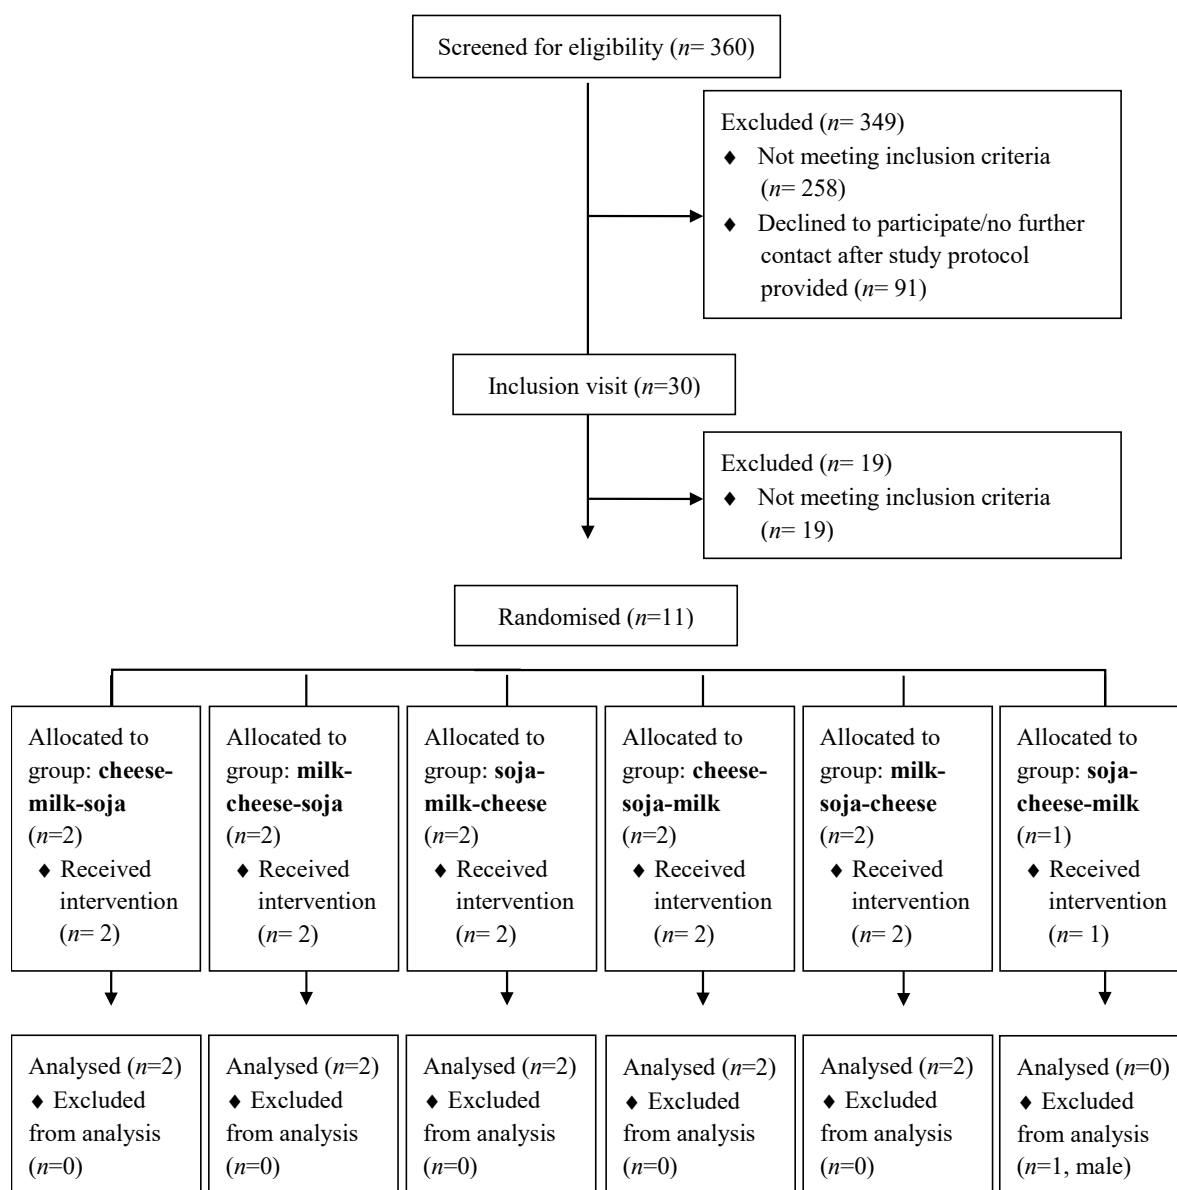 Screened for eligibility (n= 360)
Excluded (n= 349)
♦ Not meeting inclusion criteria
(n= 258)
♦ Declined to participate/no further
contact after study protocol
provided (n= 91)
Inclusion visit (n=30)
Excluded (n= 19)
♦ Not meeting inclusion criteria
(n= 19)
Randomised (n=11)
Allocated to
group: cheese-
milk-soja
(n=2)
♦ Received
intervention
(n= 2)
Allocated to
group: milk-
cheese-soja
(n=2)
♦ Received
intervention
(n= 2)
Allocated to
group: soja-
milk-cheese
(n=2)
♦ Received
intervention
(n= 2)
Allocated to
group: cheese-
soja-milk
(n=2)
♦ Received
intervention
(n= 2)
Allocated to
group: milk-
soja-cheese
(n=2)
♦ Received
intervention
(n= 2)
Allocated to
group: soja-
cheese-milk
(n=1)
♦ Received
intervention
(n= 1)
Analysed (n=2)
♦ Excluded
from analysis
(n=0)
Analysed (n=2)
♦ Excluded
from analysis
(n=0)
Analysed (n=2)
♦ Excluded
from analysis
(n=0)
Analysed (n=2)
♦ Excluded
from analysis
(n=0)
Analysed (n=2)
♦ Excluded
from analysis
(n=0)
Analysed (n=0)
♦ Excluded
from analysis
(n=1, male)